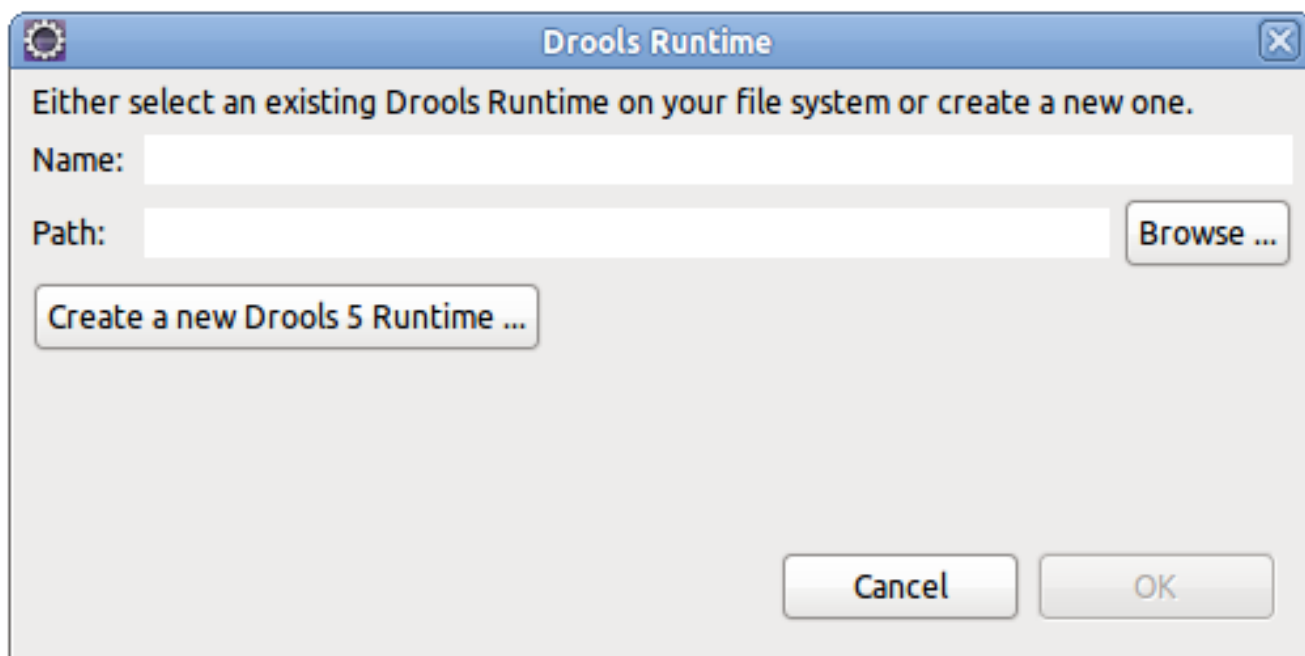 Drools Runtime
Either select an existing Drools Runtime on your file system or create a new one.
Name:
Path:
Browse ...
Create a new Drools 5 Runtime ...
Cancel
OK